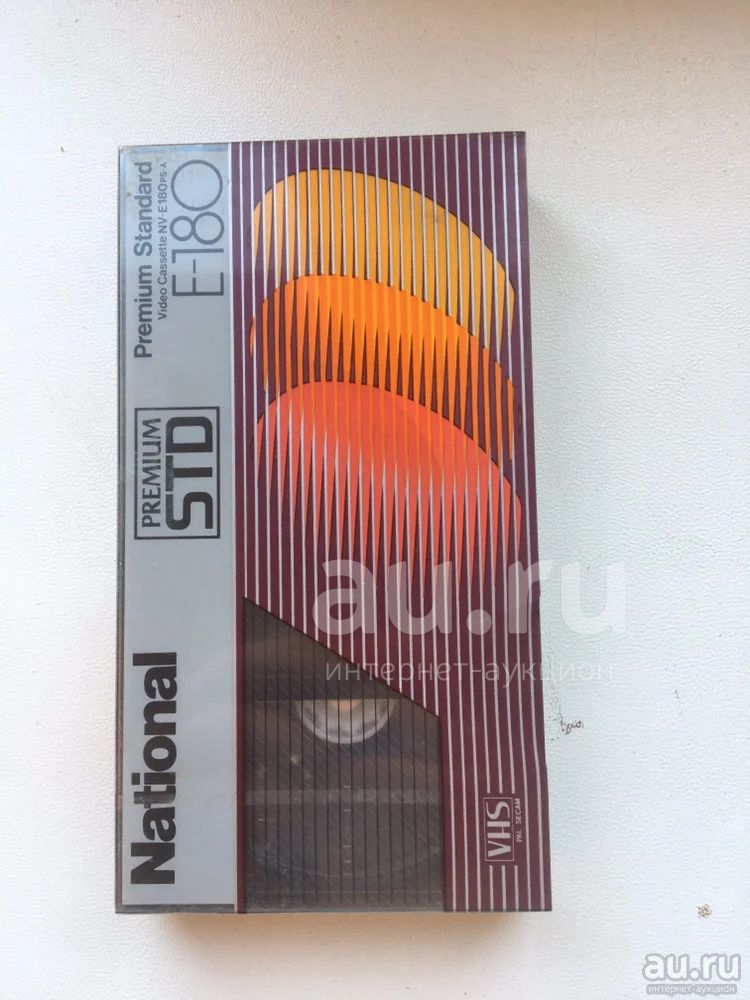 National
PREMIUM
STD
Premium Standard
Video Cassette NV-E180PS-A
E-180
VHS
PAL SECAM
au.ru
интернет-аукцион
au.ru
интернет-аукцион